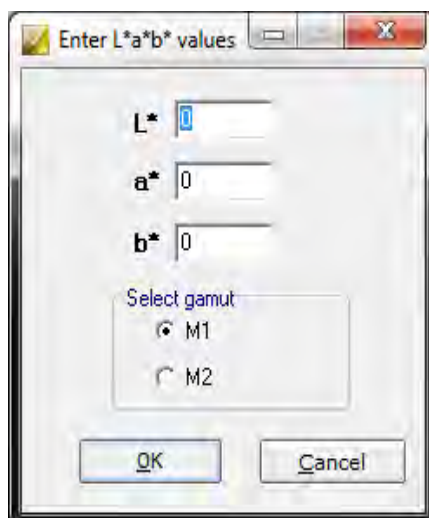 Enter L*a*b* values
L* 0
a* 0
b* 0
Select gamut
M1
M2
OK
Cancel